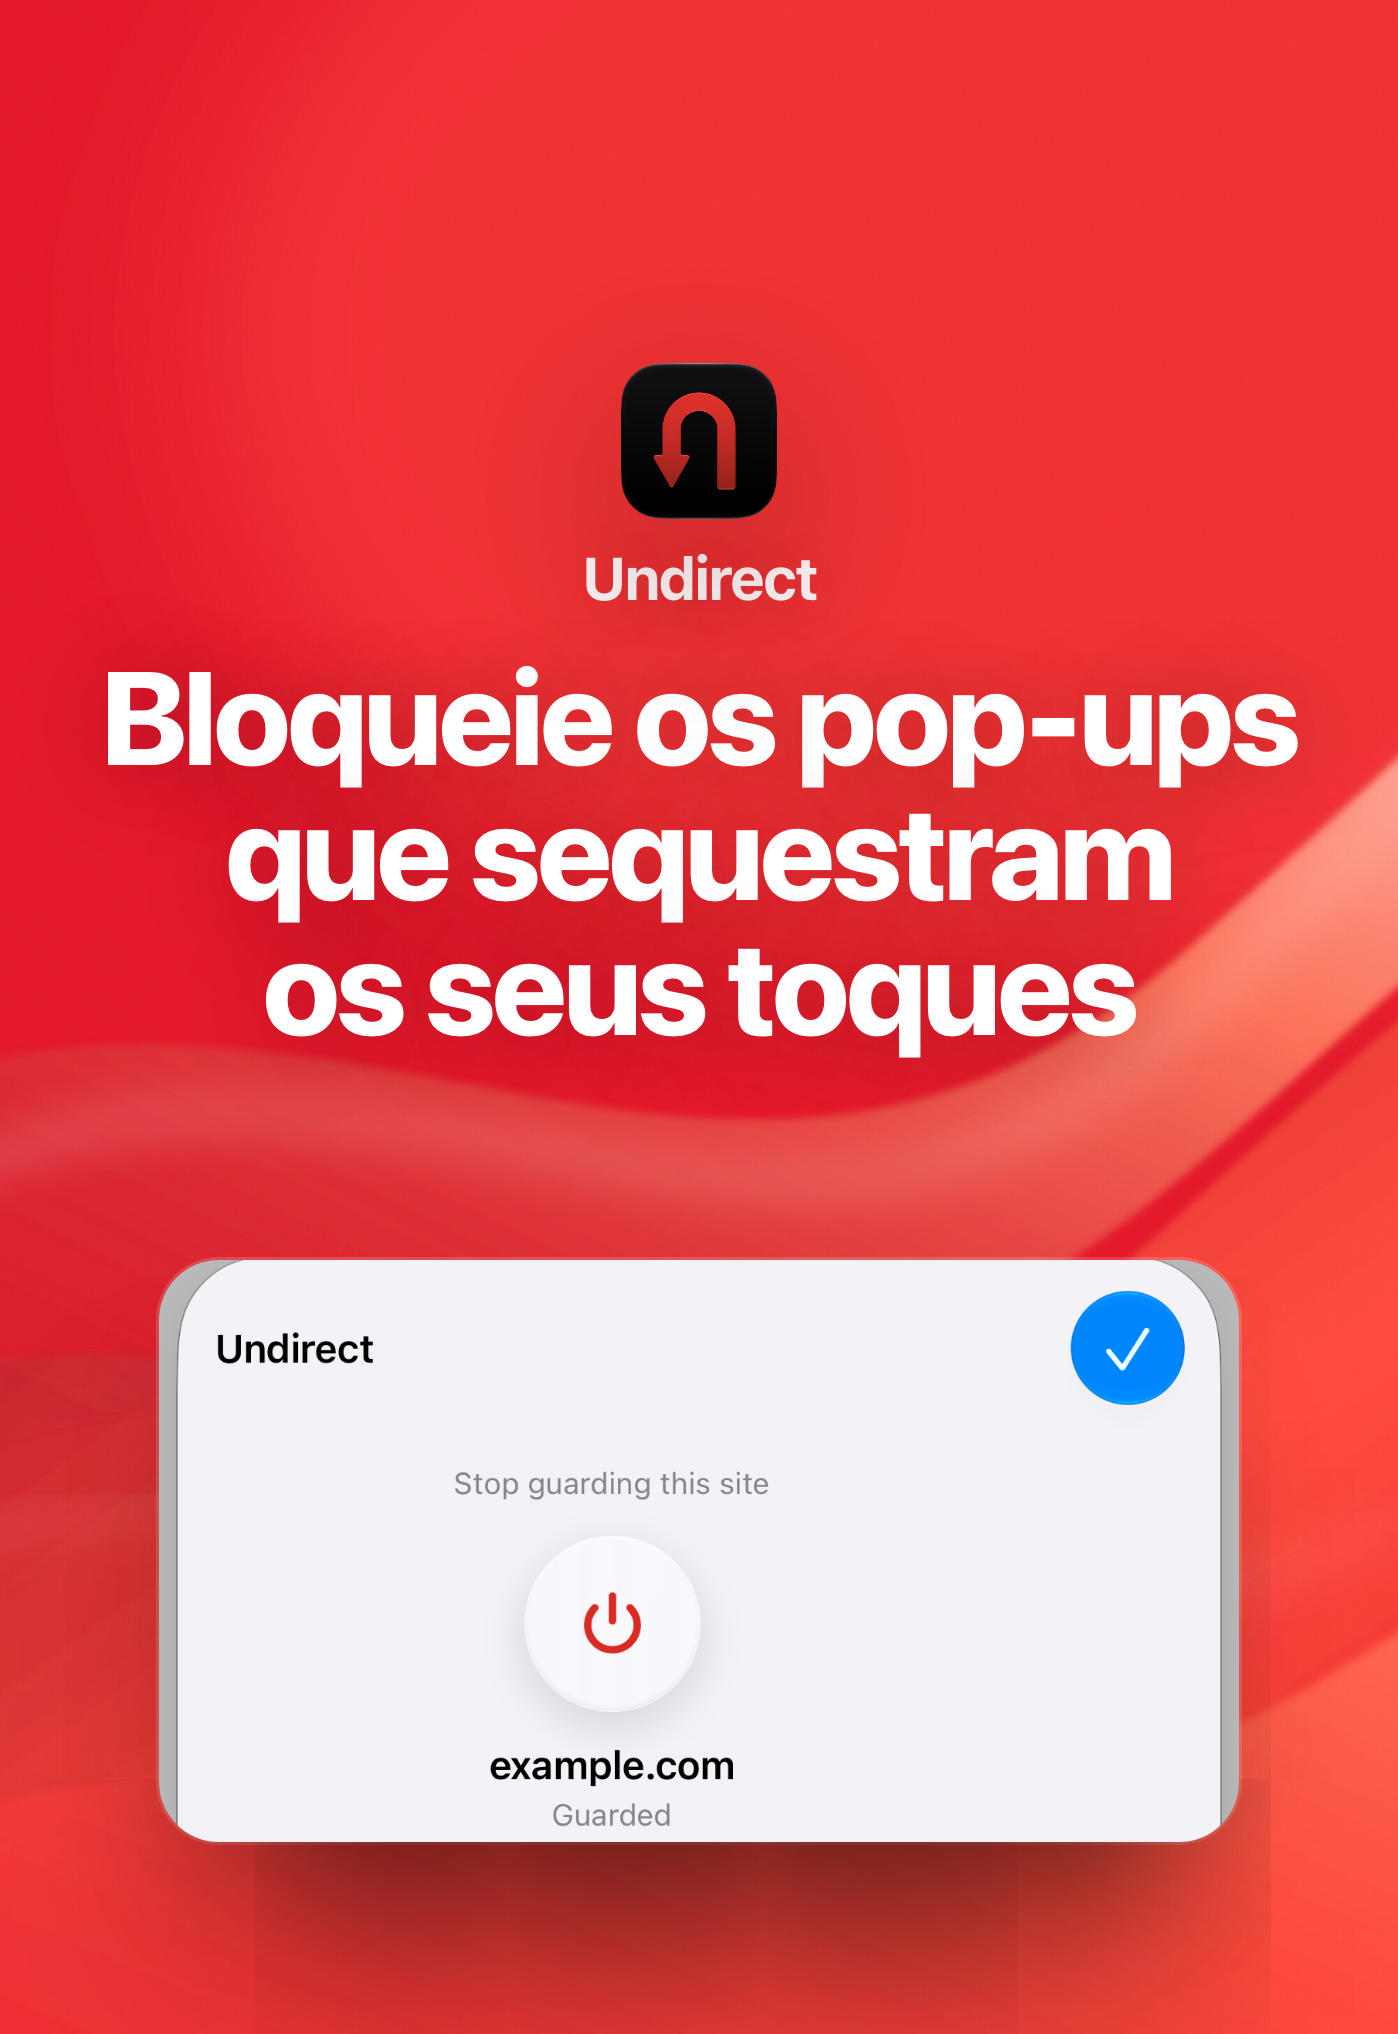 Undirect
Bloqueie os pop-ups
que sequestram
os seus toques
Undirect
Stop guarding this site
example.com
Guarded